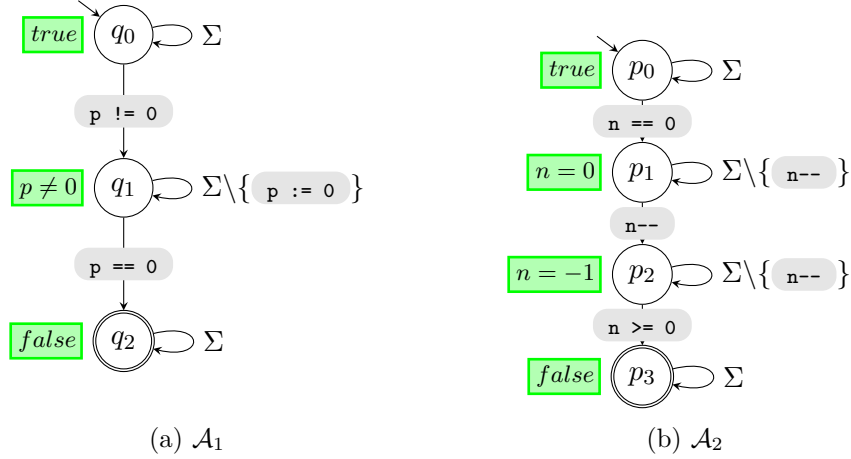 true q₀ Σ
p != 0
p ≠ 0 q₁ Σ\{ p := 0 }
p == 0
false q₂ Σ
(a) 𝒜₁
true p₀ Σ
n == 0
n = 0 p₁ Σ\{ n-- }
n--
n = −1 p₂ Σ\{ n-- }
n >= 0
false p₃ Σ
(b) 𝒜₂